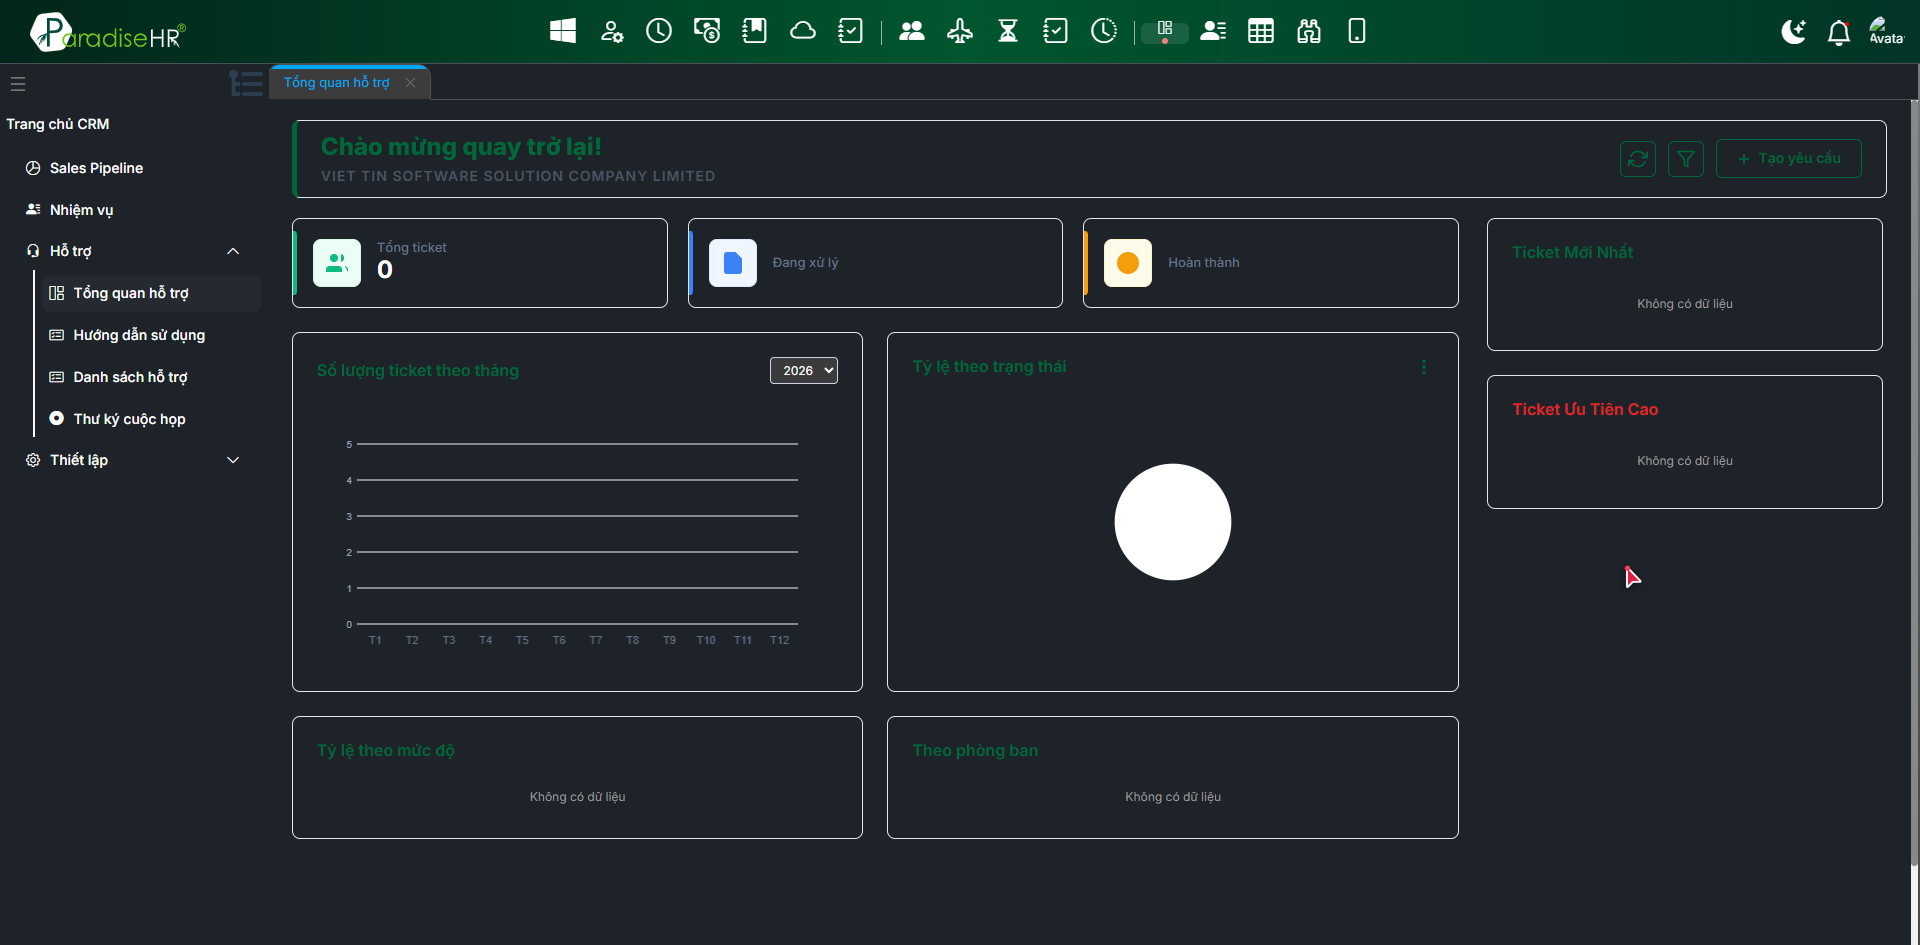 ParadiseHR®
Avata
Tổng quan hỗ trợ
Trang chủ CRM
Sales Pipeline
Nhiệm vụ
Hỗ trợ
Tổng quan hỗ trợ
Hướng dẫn sử dụng
Danh sách hỗ trợ
Thư ký cuộc họp
Thiết lập
Chào mừng quay trở lại!
VIET TIN SOFTWARE SOLUTION COMPANY LIMITED
+ Tạo yêu cầu
Tổng ticket
0
Đang xử lý
Hoàn thành
Ticket Mới Nhất
Không có dữ liệu
Ticket Ưu Tiên Cao
Không có dữ liệu
Số lượng ticket theo tháng
2026
5
4
3
2
1
0
T1 T2 T3 T4 T5 T6 T7 T8 T9 T10 T11 T12
Tỷ lệ theo trạng thái
Tỷ lệ theo mức độ
Không có dữ liệu
Theo phòng ban
Không có dữ liệu